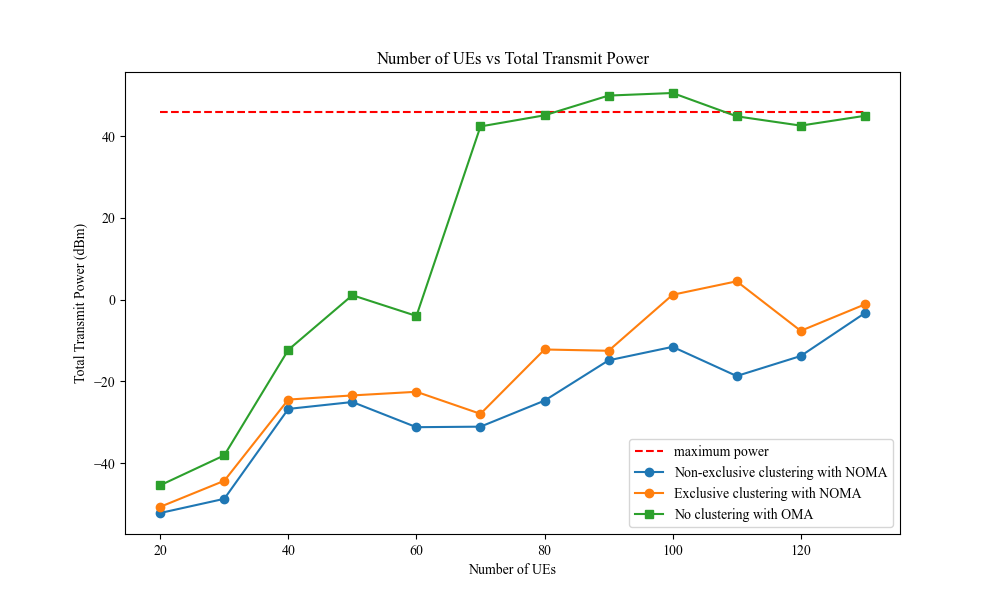 Number of UEs vs Total Transmit Power
Total Transmit Power (dBm)
40
20
0
−20
−40
20
40
60
80
100
120
Number of UEs
maximum power
Non-exclusive clustering with NOMA
Exclusive clustering with NOMA
No clustering with OMA